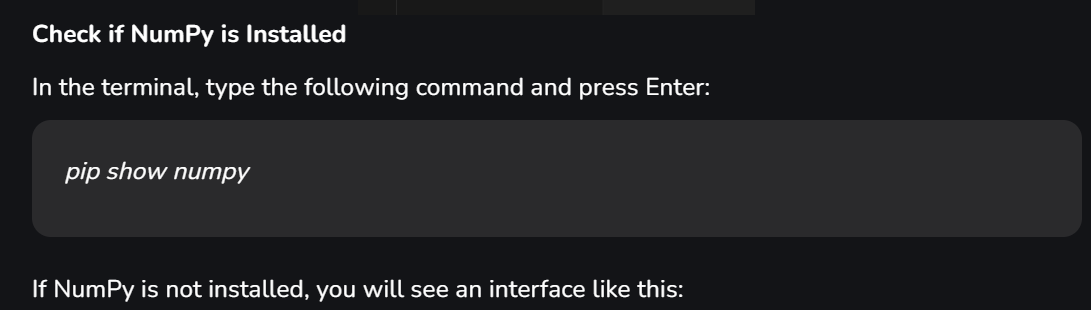 Check if NumPy is Installed
In the terminal, type the following command and press Enter:
pip show numpy
If NumPy is not installed, you will see an interface like this: